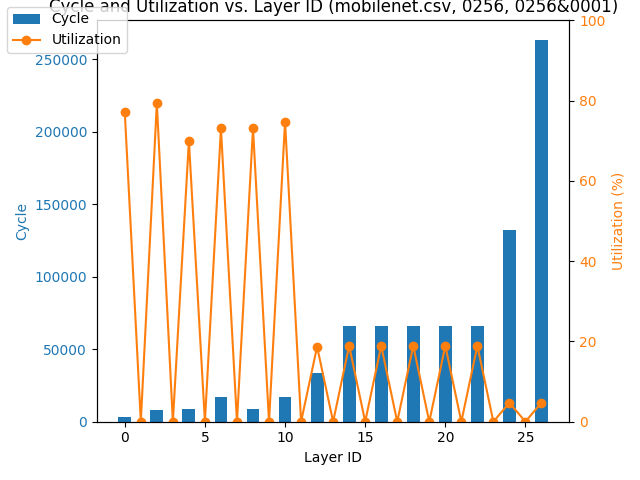 Cycle and Utilization vs. Layer ID (mobilenet.csv, 0256, 0256&0001)
Cycle
Utilization
250000
200000
150000
100000
50000
0
Cycle
100
80
60
40
20
0
Utilization (%)
0 5 10 15 20 25
Layer ID